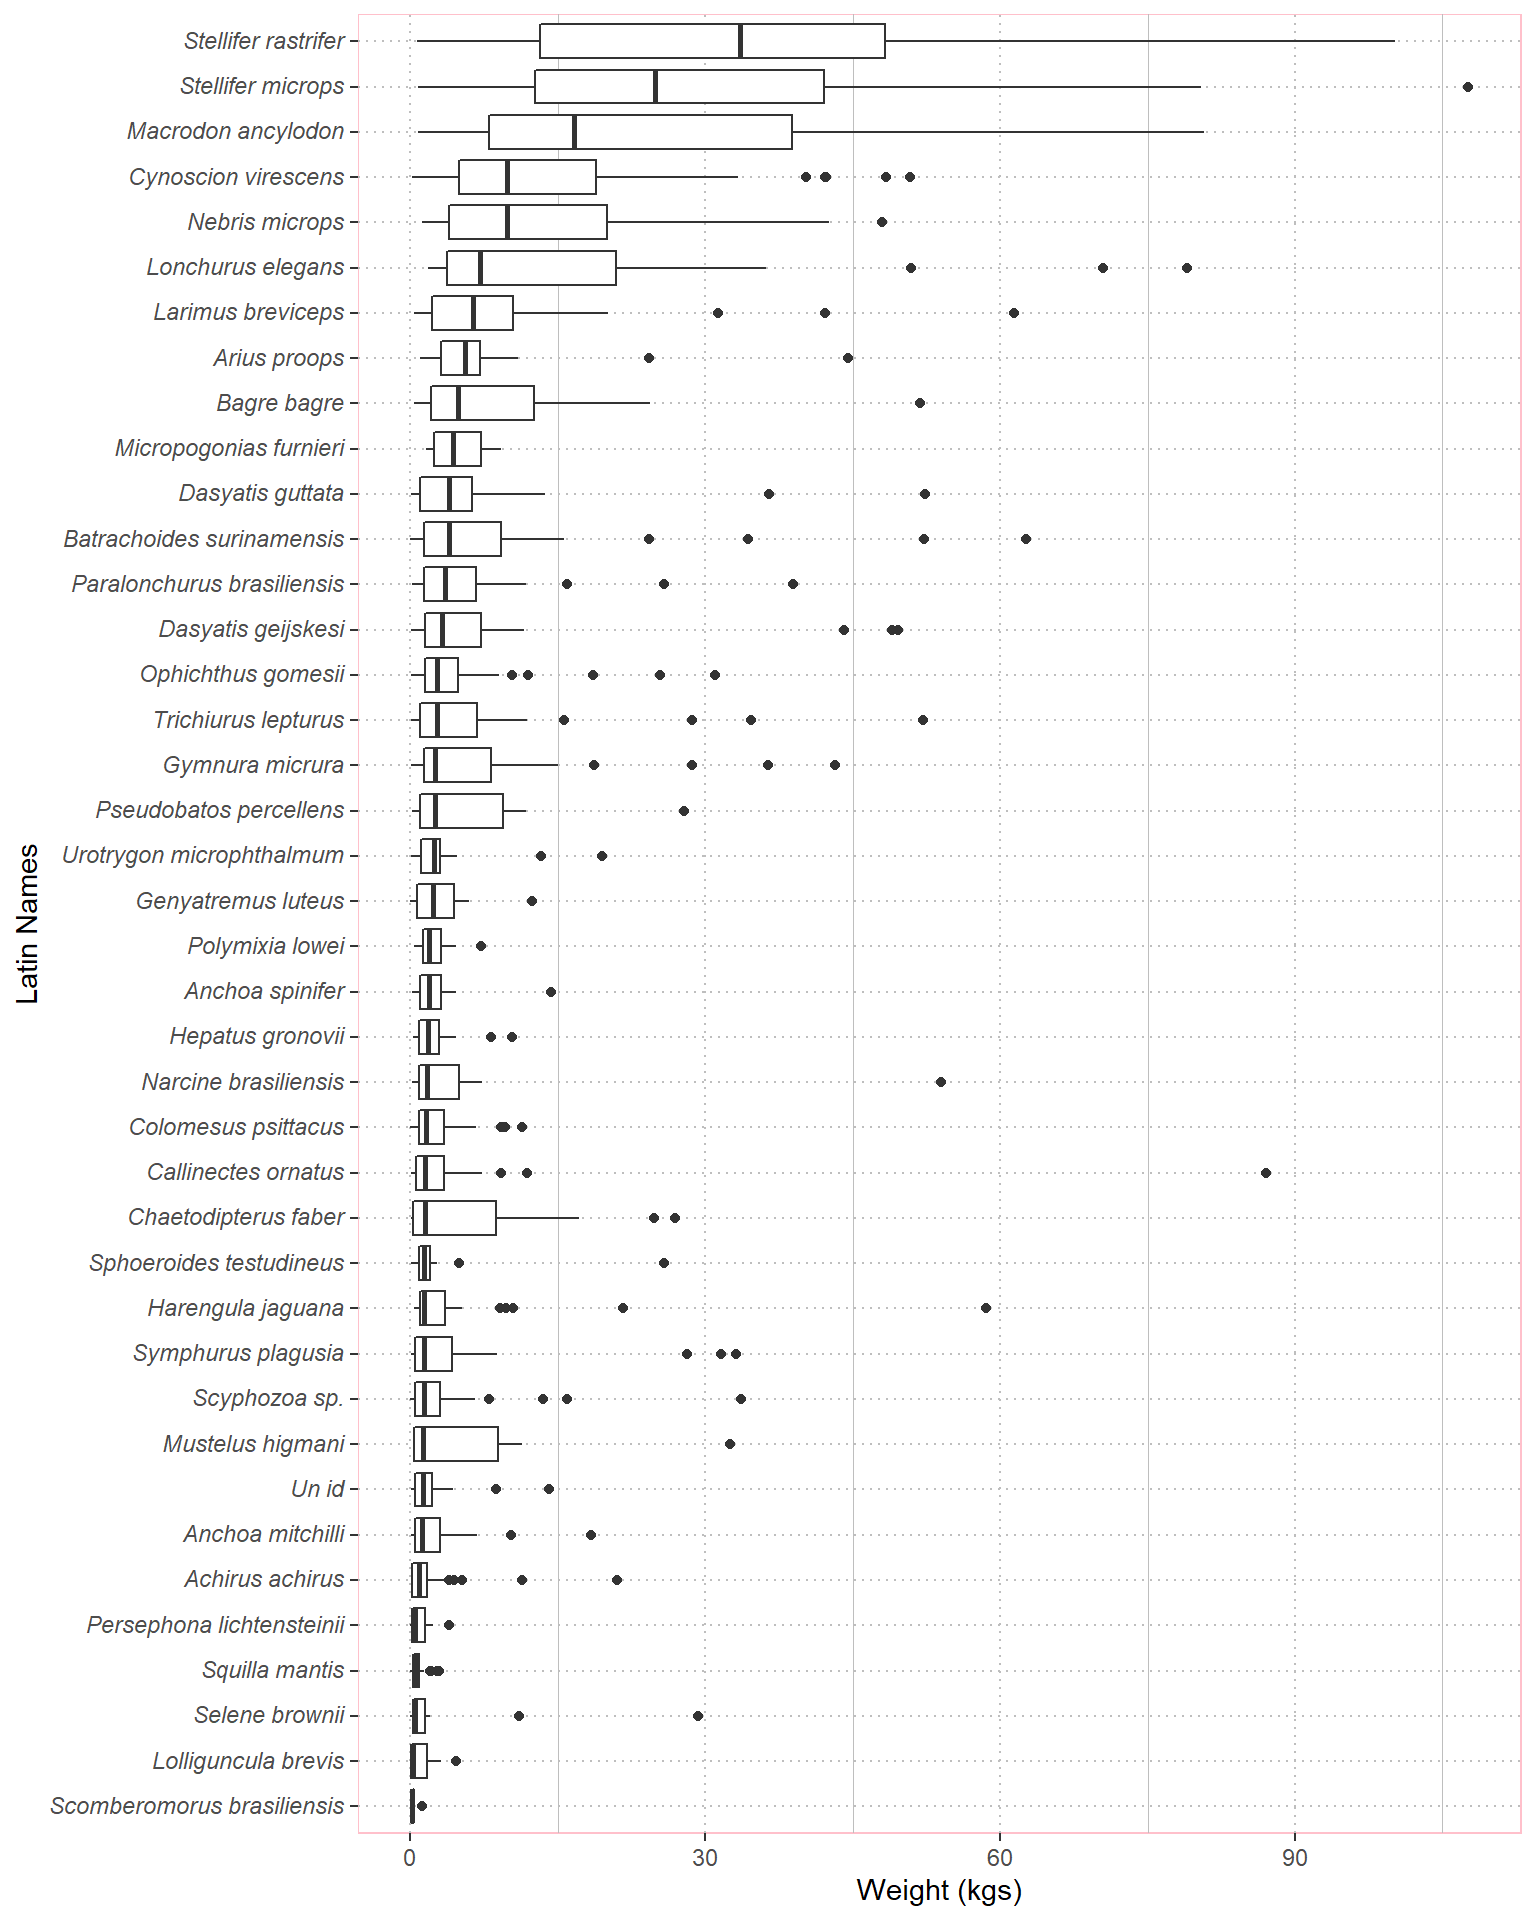 Stellifer rastrifer
Stellifer microps
Macrodon ancylodon
Cynoscion virescens
Nebris microps
Lonchurus elegans
Larimus breviceps
Arius proops
Bagre bagre
Micropogonias furnieri
Dasyatis guttata
Batrachoides surinamensis
Paralonchurus brasiliensis
Dasyatis geijskesi
Ophichthus gomesii
Trichiurus lepturus
Gymnura micrura
Pseudobatos percellens
Urotrygon microphthalmum
Genyatremus luteus
Polymixia lowei
Anchoa spinifer
Hepatus gronovii
Narcine brasiliensis
Colomesus psittacus
Callinectes ornatus
Chaetodipterus faber
Sphoeroides testudineus
Harengula jaguana
Symphurus plagusia
Scyphozoa sp.
Mustelus higmani
Un id
Anchoa mitchilli
Achirus achirus
Persephona lichtensteinii
Squilla mantis
Selene brownii
Lolliguncula brevis
Scomberomorus brasiliensis
Latin Names
0 30 60 90
Weight (kgs)